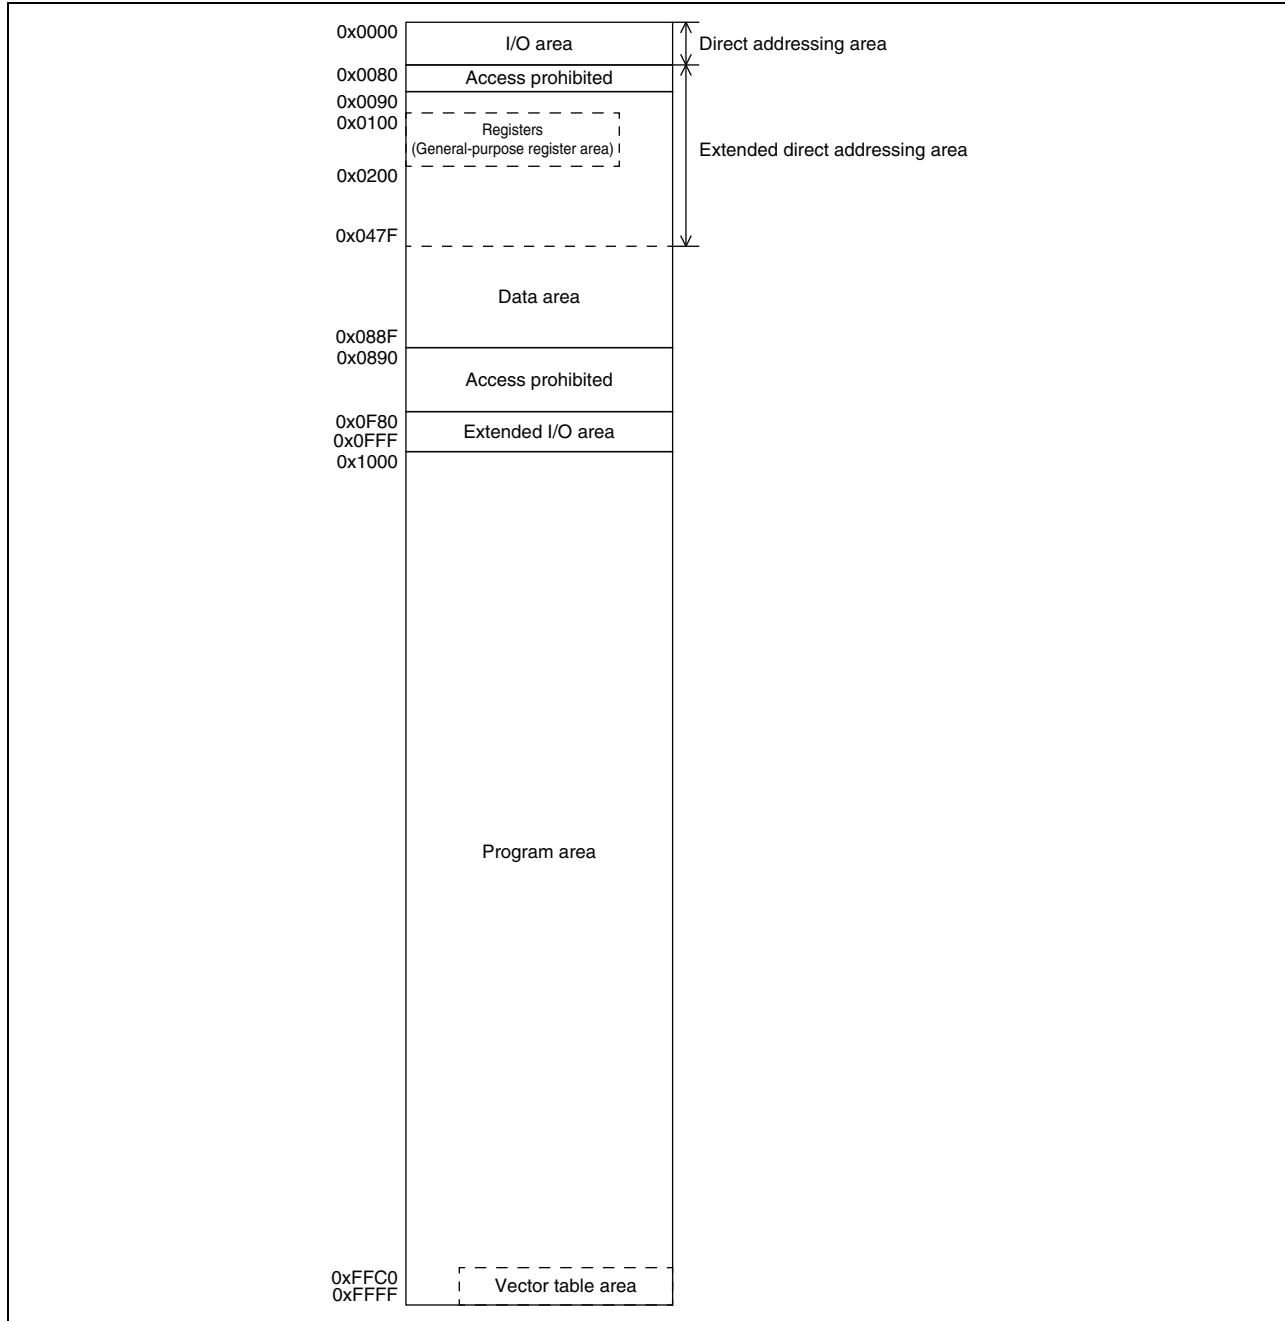 0x0000
I/O area
Direct addressing area
0x0080
Access prohibited
0x0090
0x0100
Registers
(General-purpose register area)
Extended direct addressing area
0x0200
0x047F
Data area
0x088F
0x0890
Access prohibited
0x0F80
Extended I/O area
0x0FFF
0x1000
Program area
0xFFC0
Vector table area
0xFFFF